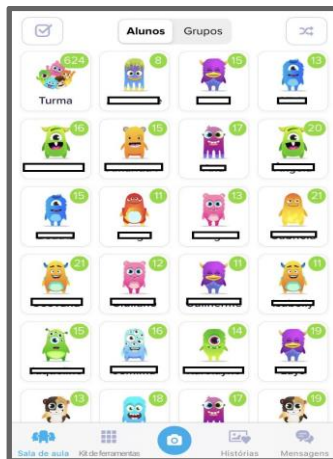 Alunos Grupos
624 8 15 13
Turma
16 15 17 20
15 11 13 21
21 12 11 11
15 16 14 19
13 18 17 19
Sala de aula Kit de ferramentas Histórias Mensagens